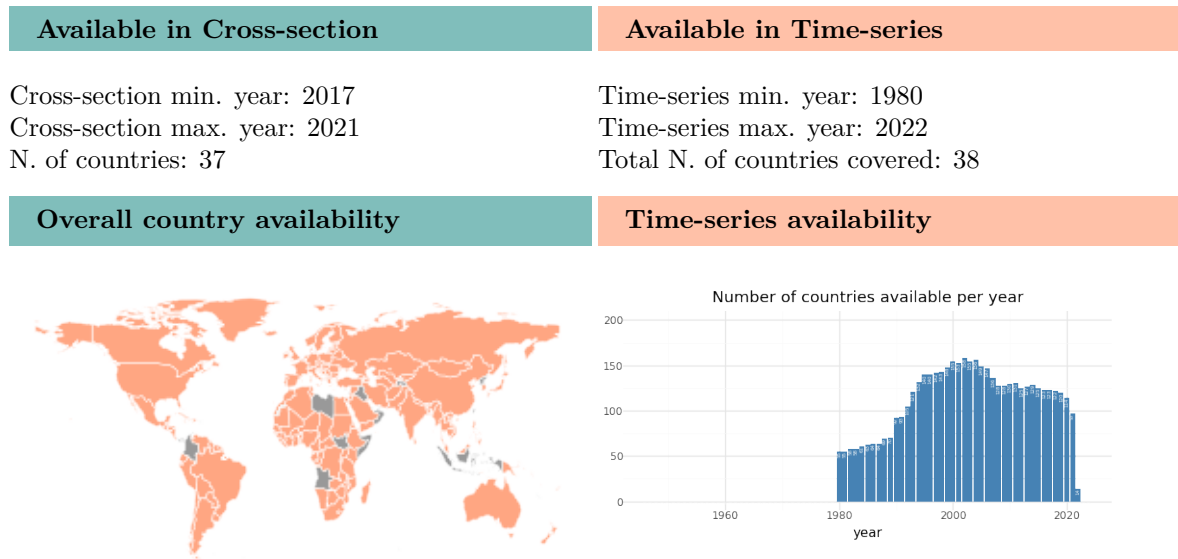 Available in Cross-section
Available in Time-series
Cross-section min. year: 2017
Cross-section max. year: 2021
N. of countries: 37
Time-series min. year: 1980
Time-series max. year: 2022
Total N. of countries covered: 38
Overall country availability
Time-series availability
Number of countries available per year
200
150
100
50
0
1960
1980
2000
2020
year